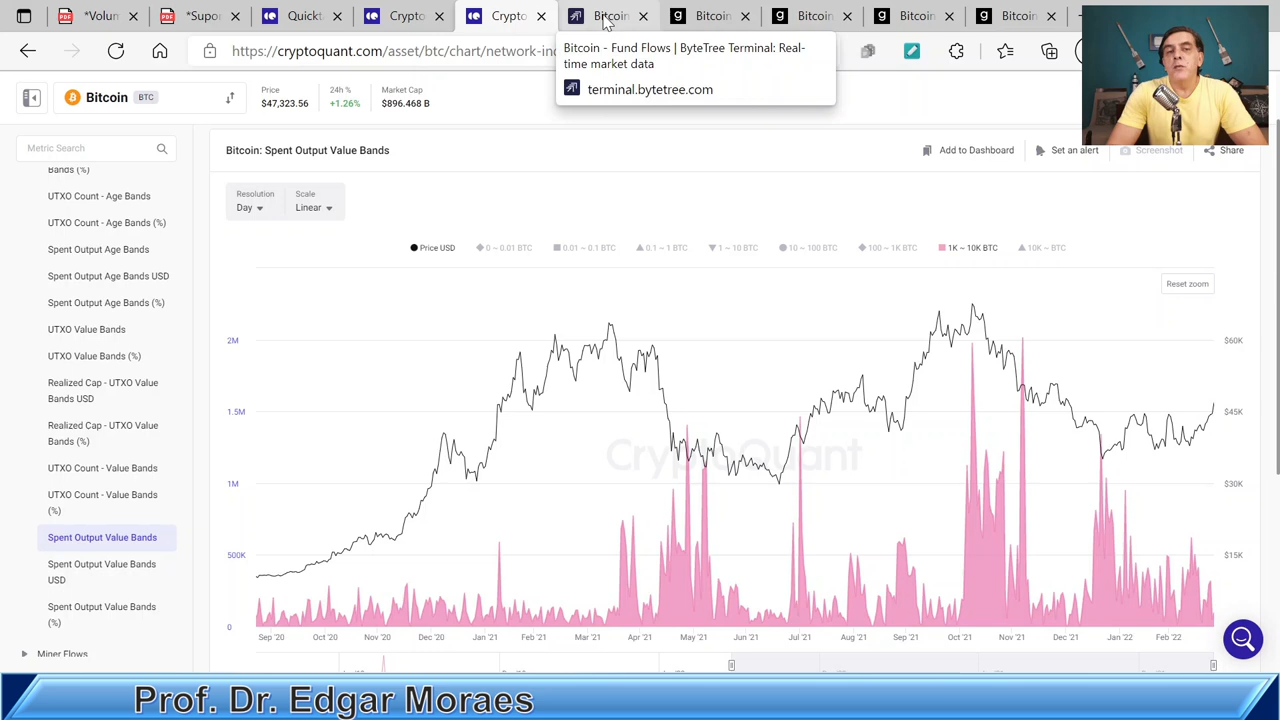 "Volu
*Supo
Quick
Crypto
Crypto
Bitcoin
Bitcoin
Bitcoin
Bitcoin
Bitcoin
https://cryptoquant.com/asset/btc/chart/network-in
Bitcoin - Fund Flows | ByteTree Terminal: Real-
time market data
terminal.bytetree.com
Bitcoin BTC
Price
$47,323.56
24h %
+1.26%
Market Cap
$896.468 B
Metric Search
Bands (%)
UTXO Count - Age Bands
UTXO Count - Age Bands (%)
Spent Output Age Bands
Spent Output Age Bands USD
Spent Output Age Bands (%)
UTXO Value Bands
UTXO Value Bands (%)
Realized Cap - UTXO Value
Bands USD
Realized Cap - UTXO Value
Bands (%)
UTXO Count - Value Bands
UTXO Count - Value Bands
(%)
Spent Output Value Bands
Spent Output Value Bands
USD
Spent Output Value Bands
(%)
Miner Flows
Bitcoin: Spent Output Value Bands
Add to Dashboard
Set an alert
Screenshot
Share
Resolution
Day
Scale
Linear
Price USD 0 ~ 0.01 BTC 0.01 ~ 0.1 BTC 0.1 ~ 1 BTC 1 ~ 10 BTC 10 ~ 100 BTC 100 ~ 1K BTC 1K ~ 10K BTC 10K ~ BTC
Reset zoom
2M
1.5M
1M
500K
0
$60K
$45K
$30K
$15K
CryptoQuant
Sep '20 Oct '20 Nov '20 Dec '20 Jan '21 Feb '21 Mar '21 Apr '21 May '21 Jun '21 Jul '21 Aug '21 Sep '21 Oct '21 Nov '21 Dec '21 Jan '22 Feb '22
Prof. Dr. Edgar Moraes